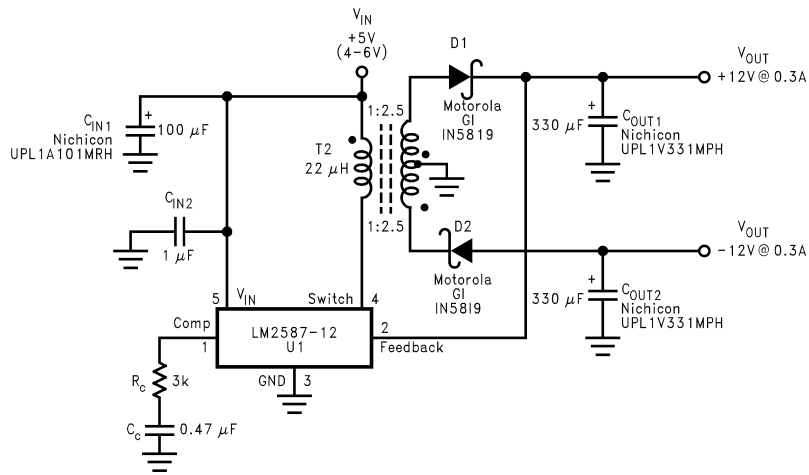 V_IN
+5V
(4-6V)
D1
V_OUT
+12V @ 0.3A
C_IN1
Nichicon
UPL1A101MRH
+
100 µF
1:2.5
Motorola
GI
IN5819
330 µF
+
C_OUT1
Nichicon
UPL1V331MPH
T2
22 µH
C_IN2
1 µF
1:2.5
D2
V_OUT
-12V @ 0.3A
Motorola
GI
IN58I9
330 µF
+
C_OUT2
Nichicon
UPL1V331MPH
5
V_IN
Switch
4
Comp
1
LM2587-12
U1
2
Feedback
GND
3
R_c
3k
C_c
0.47 µF